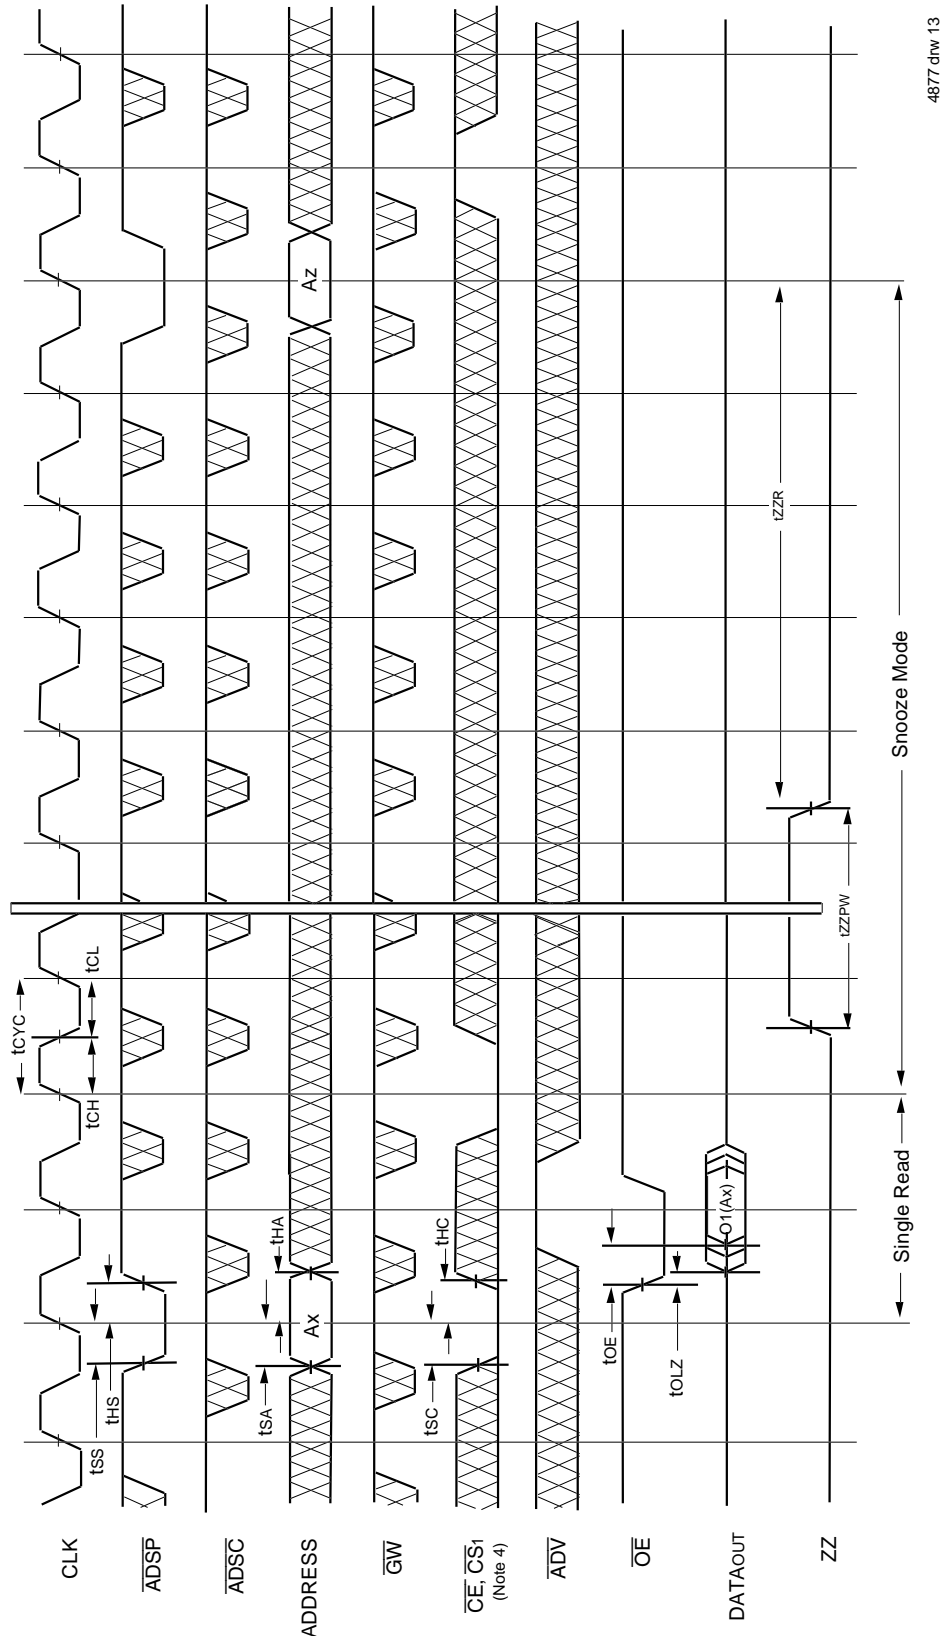 CLK
ADSP
ADSC
ADDRESS
GW
CE, CS1
(Note 4)
ADV
OE
DATAOUT
ZZ
tSS
tHS
tCH
tCYC
tCL
tSA
tHA
Ax
Az
tSC
tHC
tOE
tOLZ
O1(Ax)
tZZPW
tZZR
Single Read
Snooze Mode
4877 drw 13